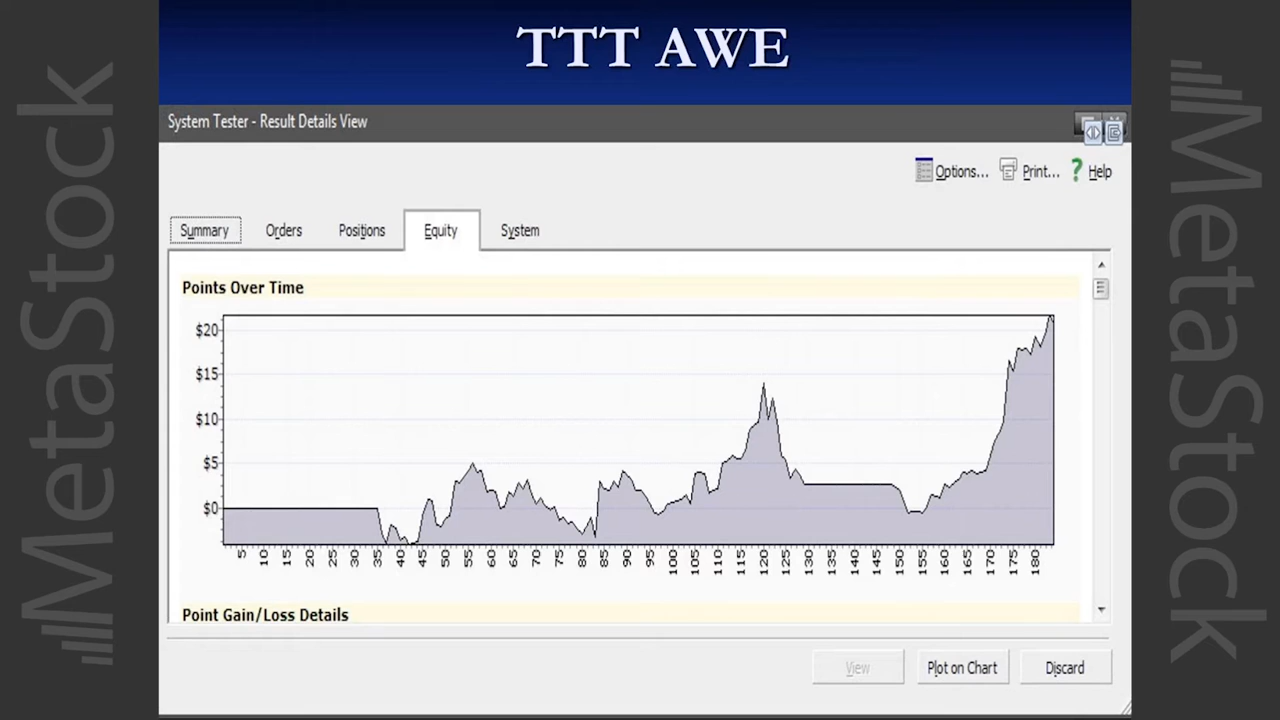 TTT AWE
System Tester - Result Details View
Options... Print... ? Help
Summary Orders Positions Equity System
Points Over Time
$20
$15
$10
$5
$0
5 10 15 20 25 30 35 40 45 50 55 60 65 70 75 80 85 90 95 100 105 110 115 120 125 130 135 140 145 150 155 160 165 170 175 180
Point Gain/Loss Details
View Plot on Chart Discard
MetaStock
MetaStock